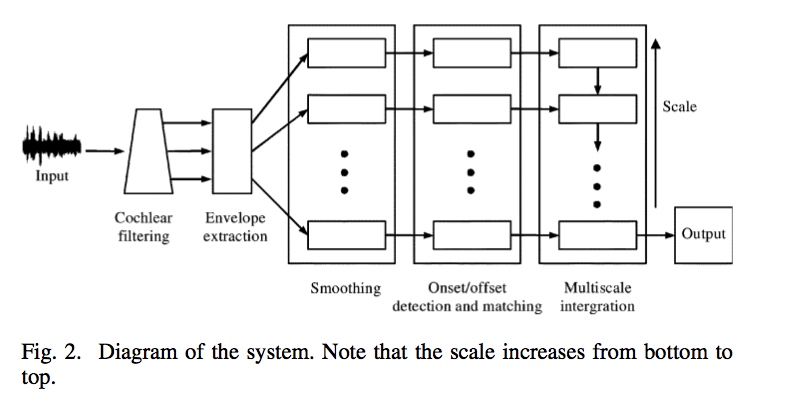 Scale
Input
Cochlear
filtering
Envelope
extraction
Output
Smoothing
Onset/offset
detection and matching
Multiscale
intergration
Fig. 2. Diagram of the system. Note that the scale increases from bottom to
top.